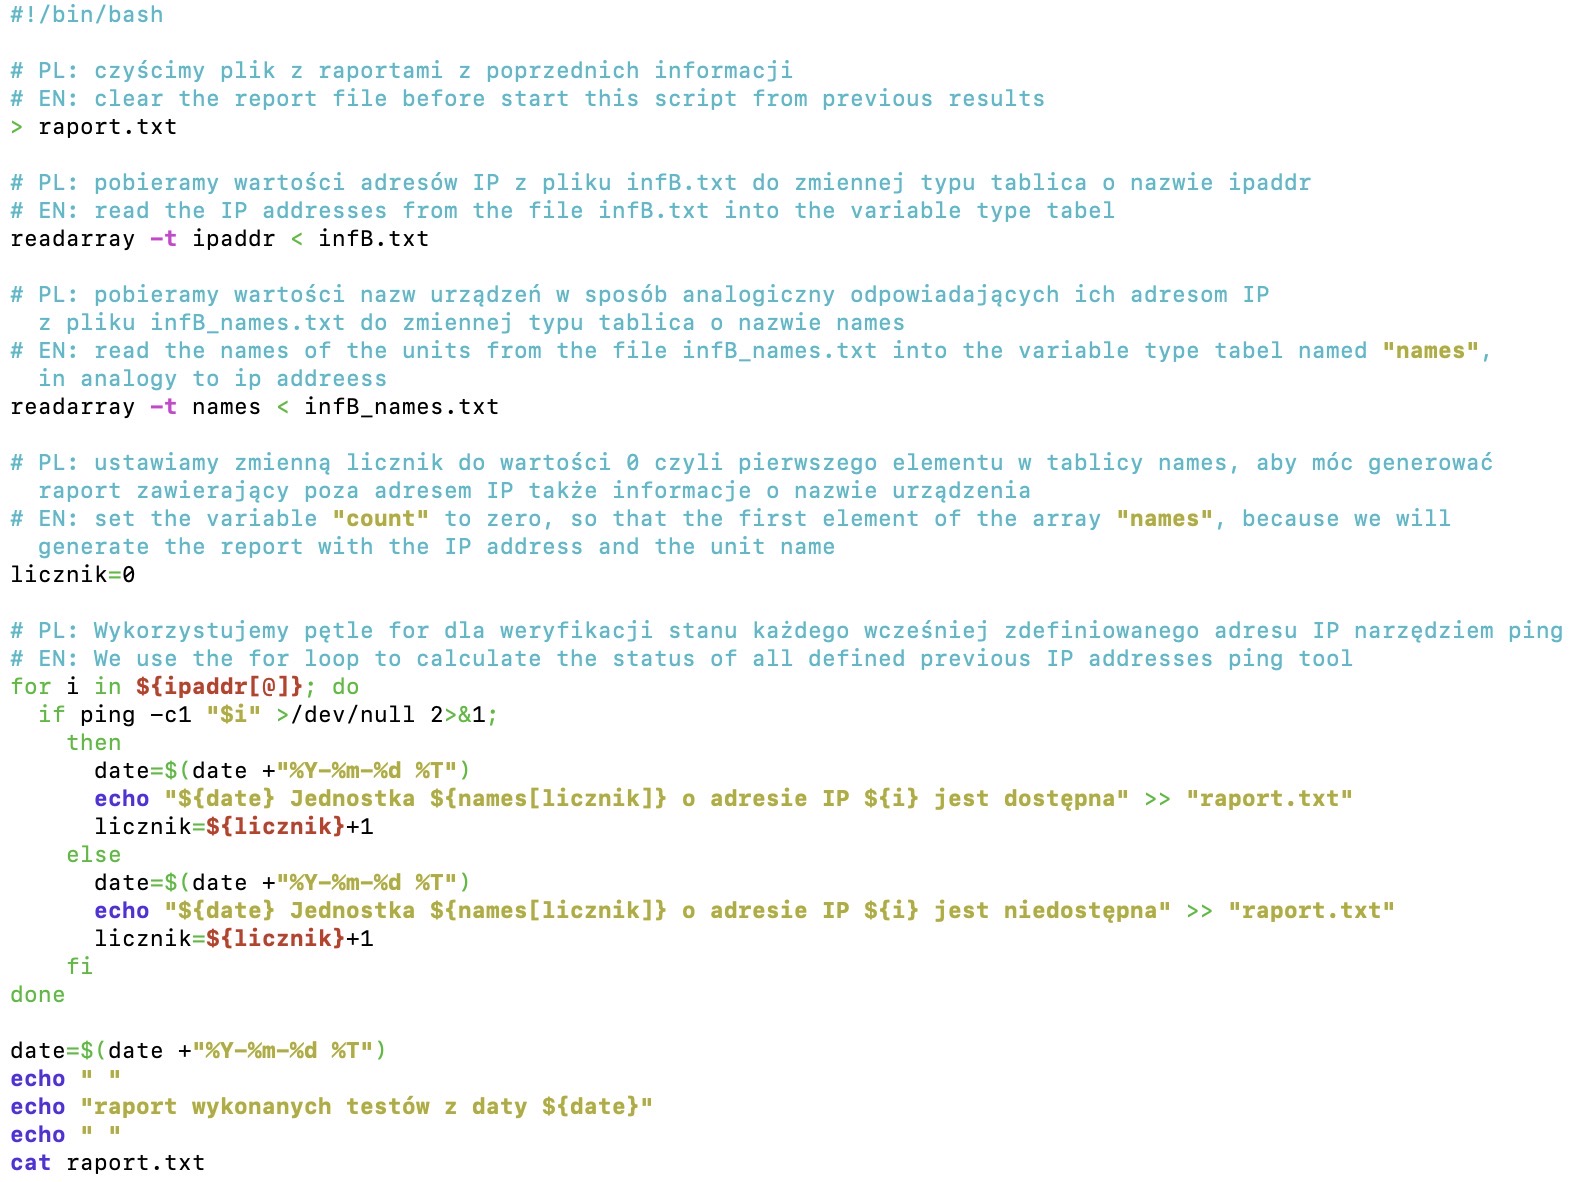 #!/bin/bash

# PL: czyścimy plik z raportami z poprzednich informacji
# EN: clear the report file before start this script from previous results
> raport.txt

# PL: pobieramy wartości adresów IP z pliku infB.txt do zmiennej typu tablica o nazwie ipaddr
# EN: read the IP addresses from the file infB.txt into the variable type tabel
readarray -t ipaddr < infB.txt

# PL: pobieramy wartości nazw urządzeń w sposób analogiczny odpowiadających ich adresom IP
  z pliku infB_names.txt do zmiennej typu tablica o nazwie names
# EN: read the names of the units from the file infB_names.txt into the variable type tabel named "names",
  in analogy to ip addreess
readarray -t names < infB_names.txt

# PL: ustawiamy zmienną licznik do wartości 0 czyli pierwszego elementu w tablicy names, aby móc generować
  raport zawierający poza adresem IP także informacje o nazwie urządzenia
# EN: set the variable "count" to zero, so that the first element of the array "names", because we will
  generate the report with the IP address and the unit name
licznik=0

# PL: Wykorzystujemy pętle for dla weryfikacji stanu każdego wcześniej zdefiniowanego adresu IP narzędziem ping
# EN: We use the for loop to calculate the status of all defined previous IP addresses ping tool
for i in ${ipaddr[@]}; do
  if ping -c1 "$i" >/dev/null 2>&1;
    then
      date=$(date +"%Y-%m-%d %T")
      echo "${date} Jednostka ${names[licznik]} o adresie IP ${i} jest dostępna" >> "raport.txt"
      licznik=${licznik}+1
    else
      date=$(date +"%Y-%m-%d %T")
      echo "${date} Jednostka ${names[licznik]} o adresie IP ${i} jest niedostępna" >> "raport.txt"
      licznik=${licznik}+1
    fi
done

date=$(date +"%Y-%m-%d %T")
echo " "
echo "raport wykonanych testów z daty ${date}"
echo " "
cat raport.txt